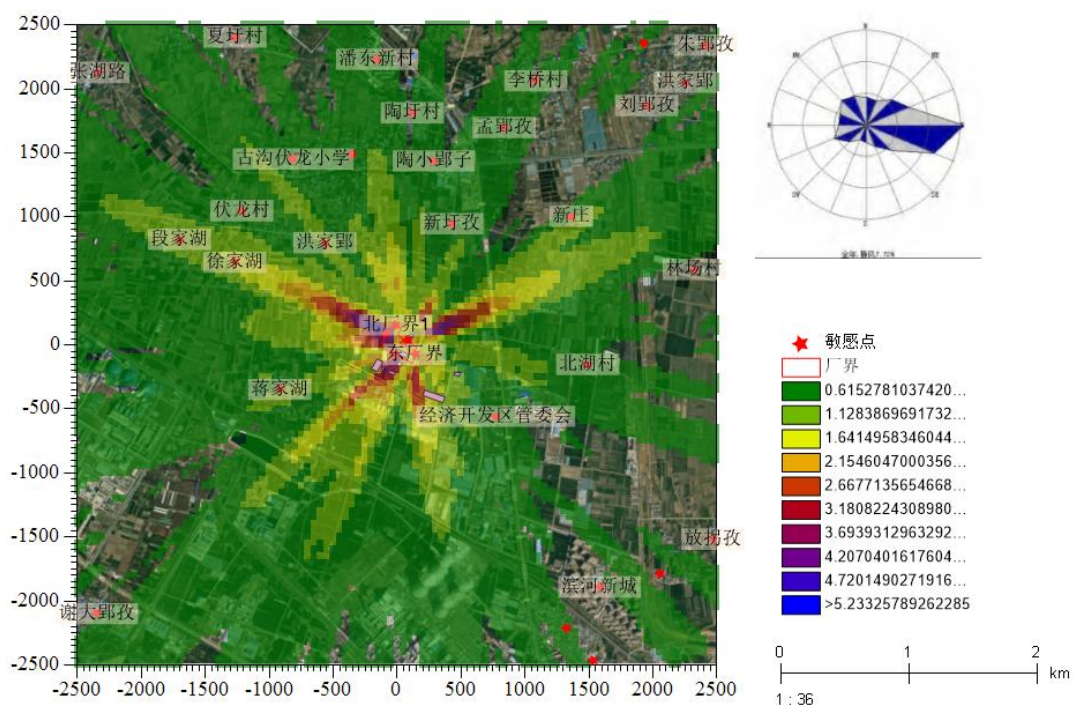 2500
2000
1500
1000
500
0
-500
-1000
-1500
-2000
-2500
-2500 -2000 -1500 -1000 -500 0 500 1000 1500 2000 2500
夏圩村
朱郢孜
潘东新村
张湖路
李桥村
洪家郢
刘郢孜
陶圩村
孟郢孜
古沟伏龙小学
陶小郢子
伏龙村
新圩孜
新庄
段家湖
洪家郢
徐家湖
林场村
北厂界1
东厂界
北湖村
蒋家湖
经济开发区管委会
放拐孜
滨河新城
谢大郢孜
敏感点
厂界
0.6152781037420...
1.1283869691732...
1.6414958346044...
2.1546047000356...
2.6677135654668...
3.1808224308980...
3.6939312963292...
4.2070401617604...
4.7201490271916...
>5.23325789262285
0 1 2
km
1 : 36